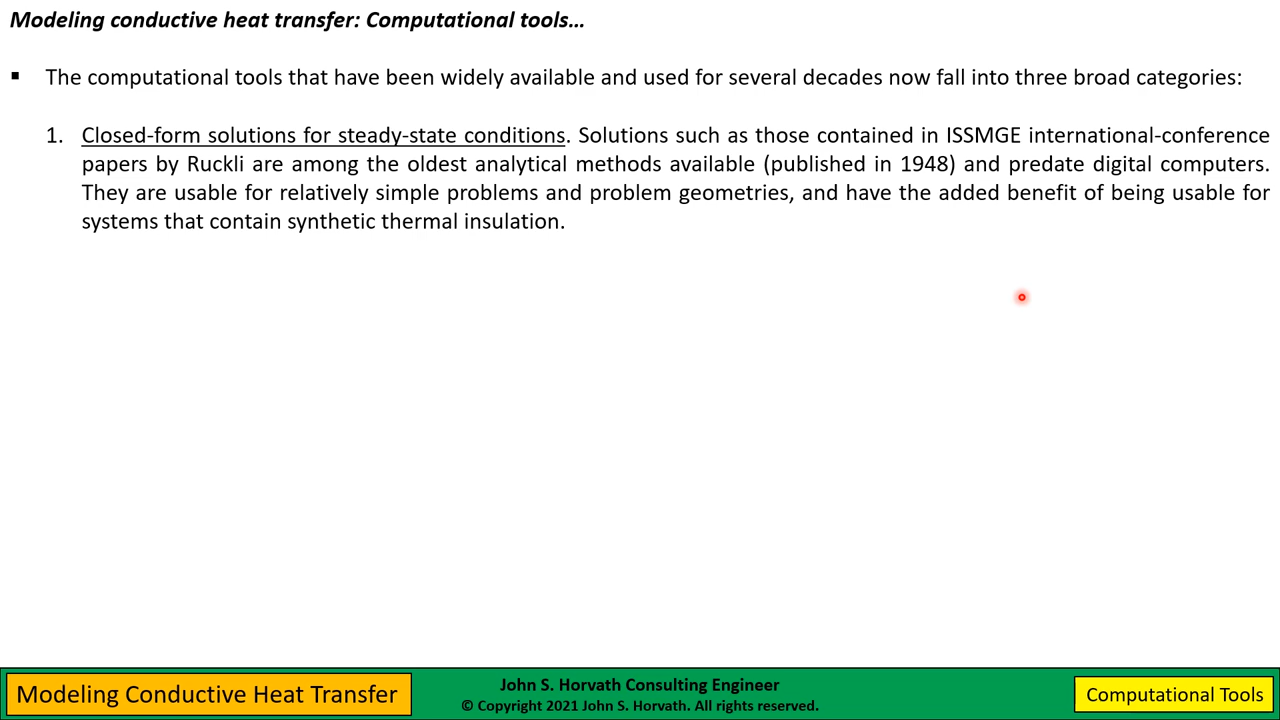 Modeling conductive heat transfer: Computational tools…
▪ The computational tools that have been widely available and used for several decades now fall into three broad categories:
1. Closed-form solutions for steady-state conditions. Solutions such as those contained in ISSMGE international-conference
papers by Ruckli are among the oldest analytical methods available (published in 1948) and predate digital computers.
They are usable for relatively simple problems and problem geometries, and have the added benefit of being usable for
systems that contain synthetic thermal insulation.
Modeling Conductive Heat Transfer
John S. Horvath Consulting Engineer
© Copyright 2021 John S. Horvath. All rights reserved.
Computational Tools